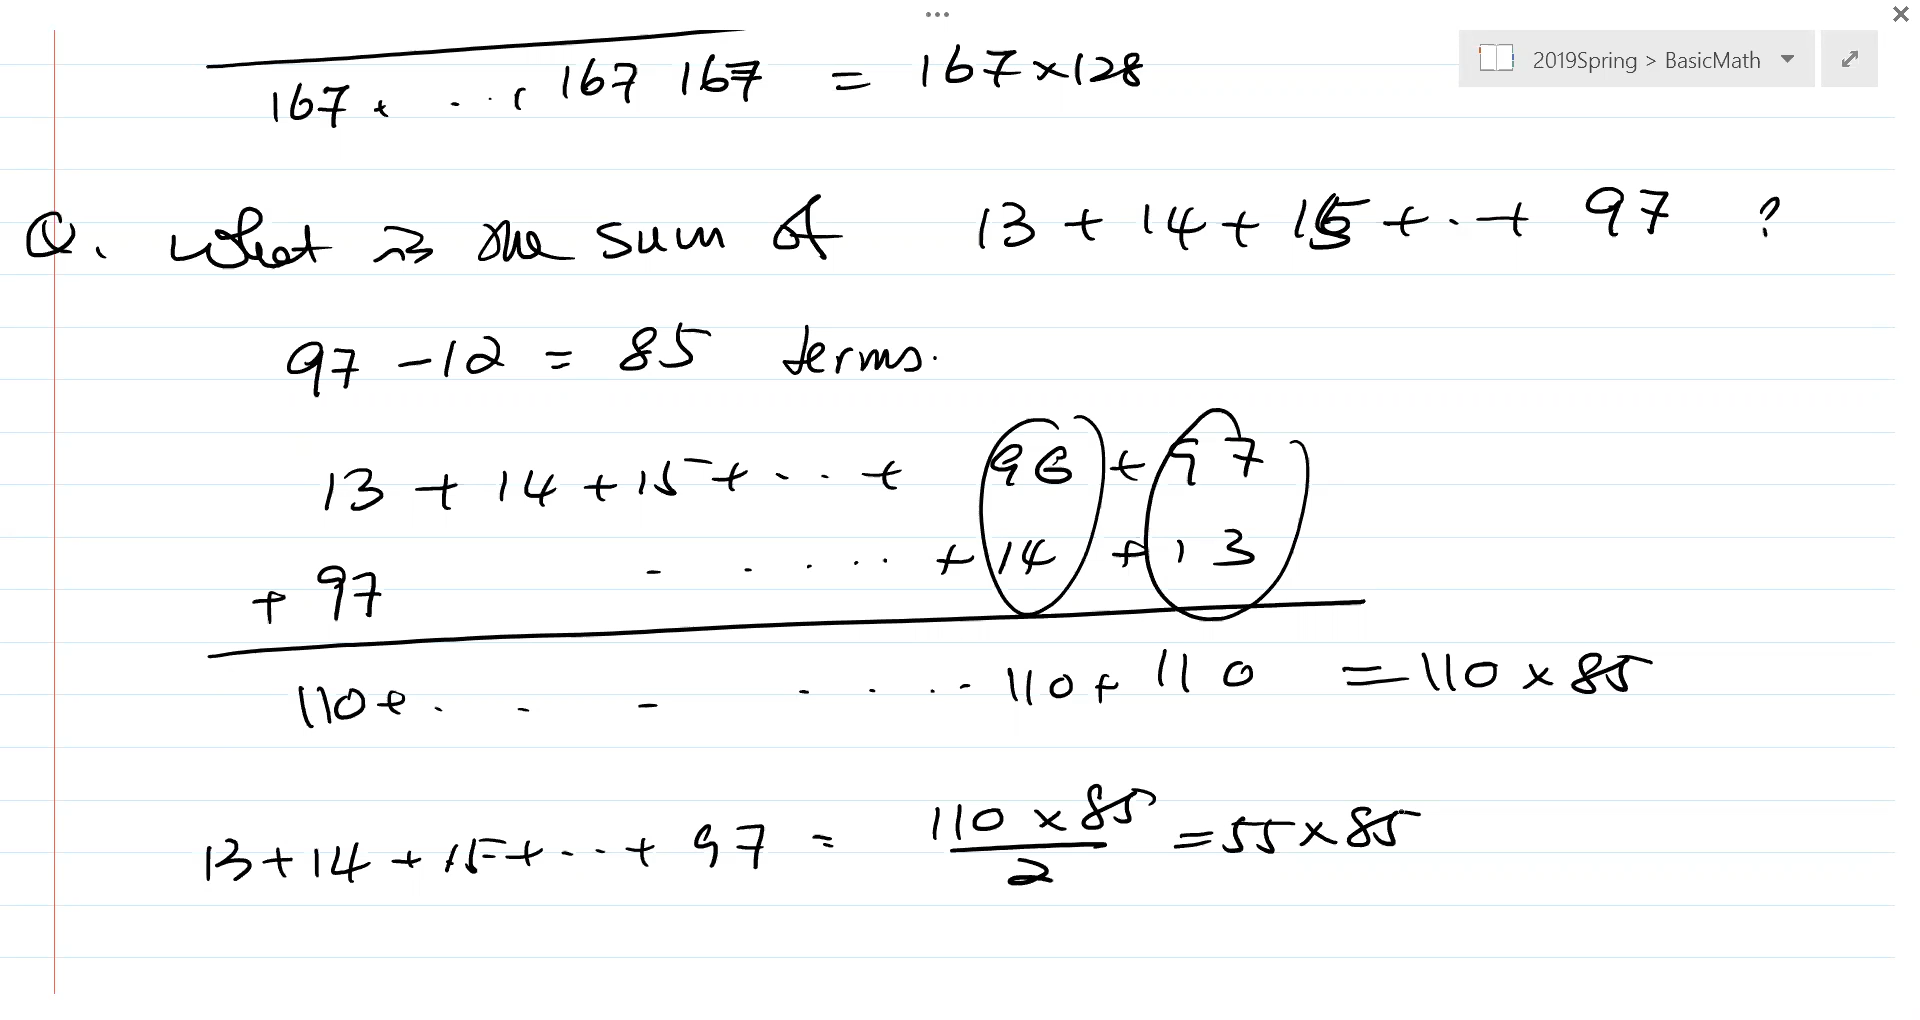 167 + . . . 167 167 = 167 × 128
2019Spring > BasicMath
Q. What is the sum of 13 + 14 + 15 + . . + 97 ?
97 - 12 = 85 terms.
13 + 14 + 15 + . . . + 96 + 97
+ 97 . . . . . + 14 + 13
110 + . . . . . . 110 + 110 = 110 × 85
13 + 14 + 15 + . . . + 97 = 110 × 85 / 2 = 55 × 85